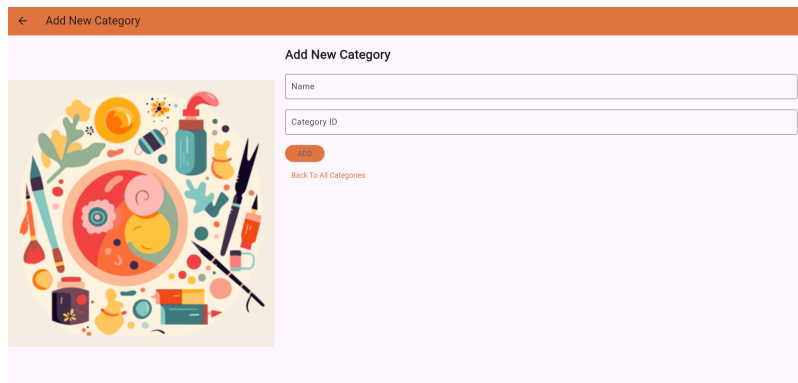 Add New Category
Add New Category
Name
Category ID
ADD
Back To All Categories